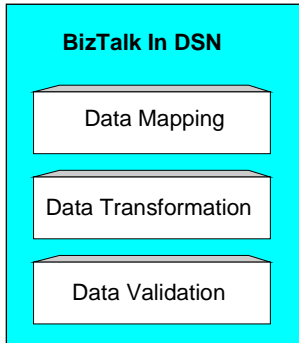 BizTalk In DSN
Data Mapping
Data Transformation
Data Validation